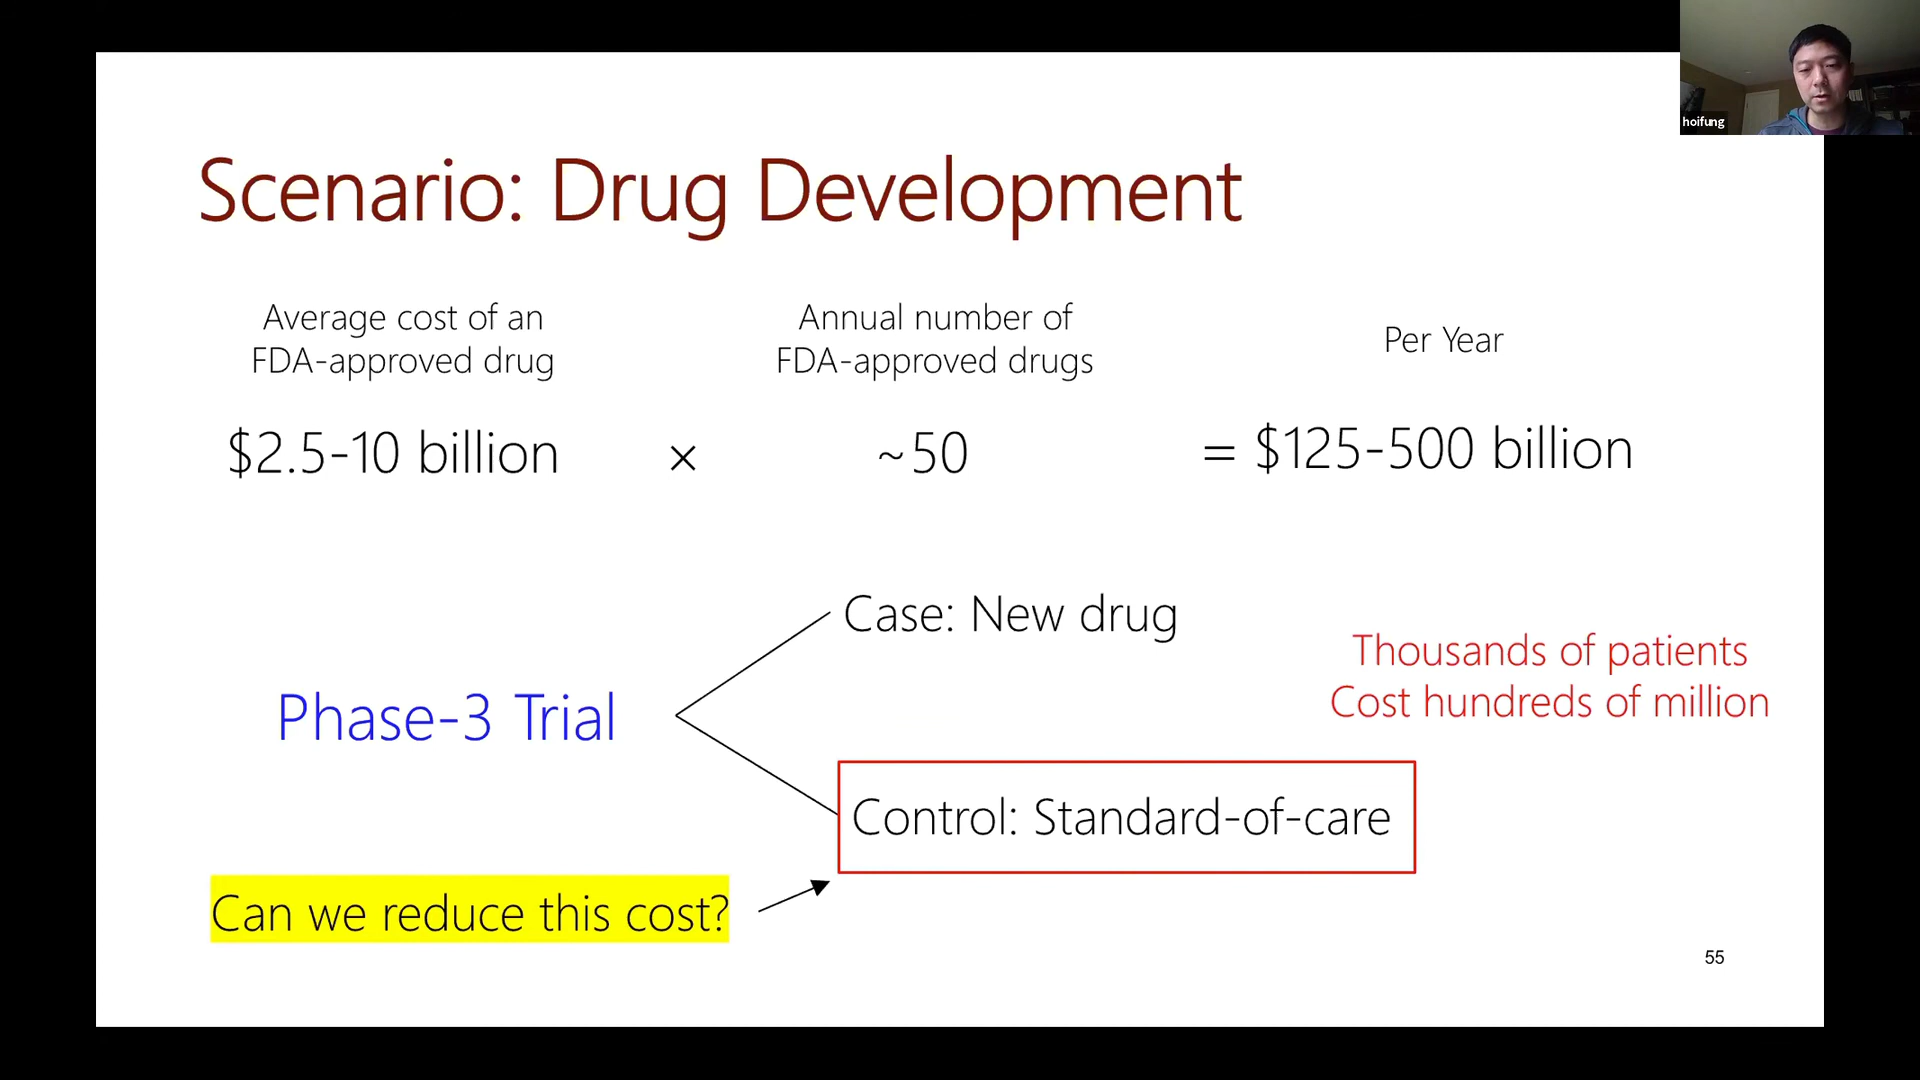 hoifung
Scenario: Drug Development
Average cost of an
FDA-approved drug
Annual number of
FDA-approved drugs
Per Year
$2.5-10 billion × ~50 = $125-500 billion
Case: New drug
Thousands of patients
Cost hundreds of million
Phase-3 Trial
Control: Standard-of-care
Can we reduce this cost?
55